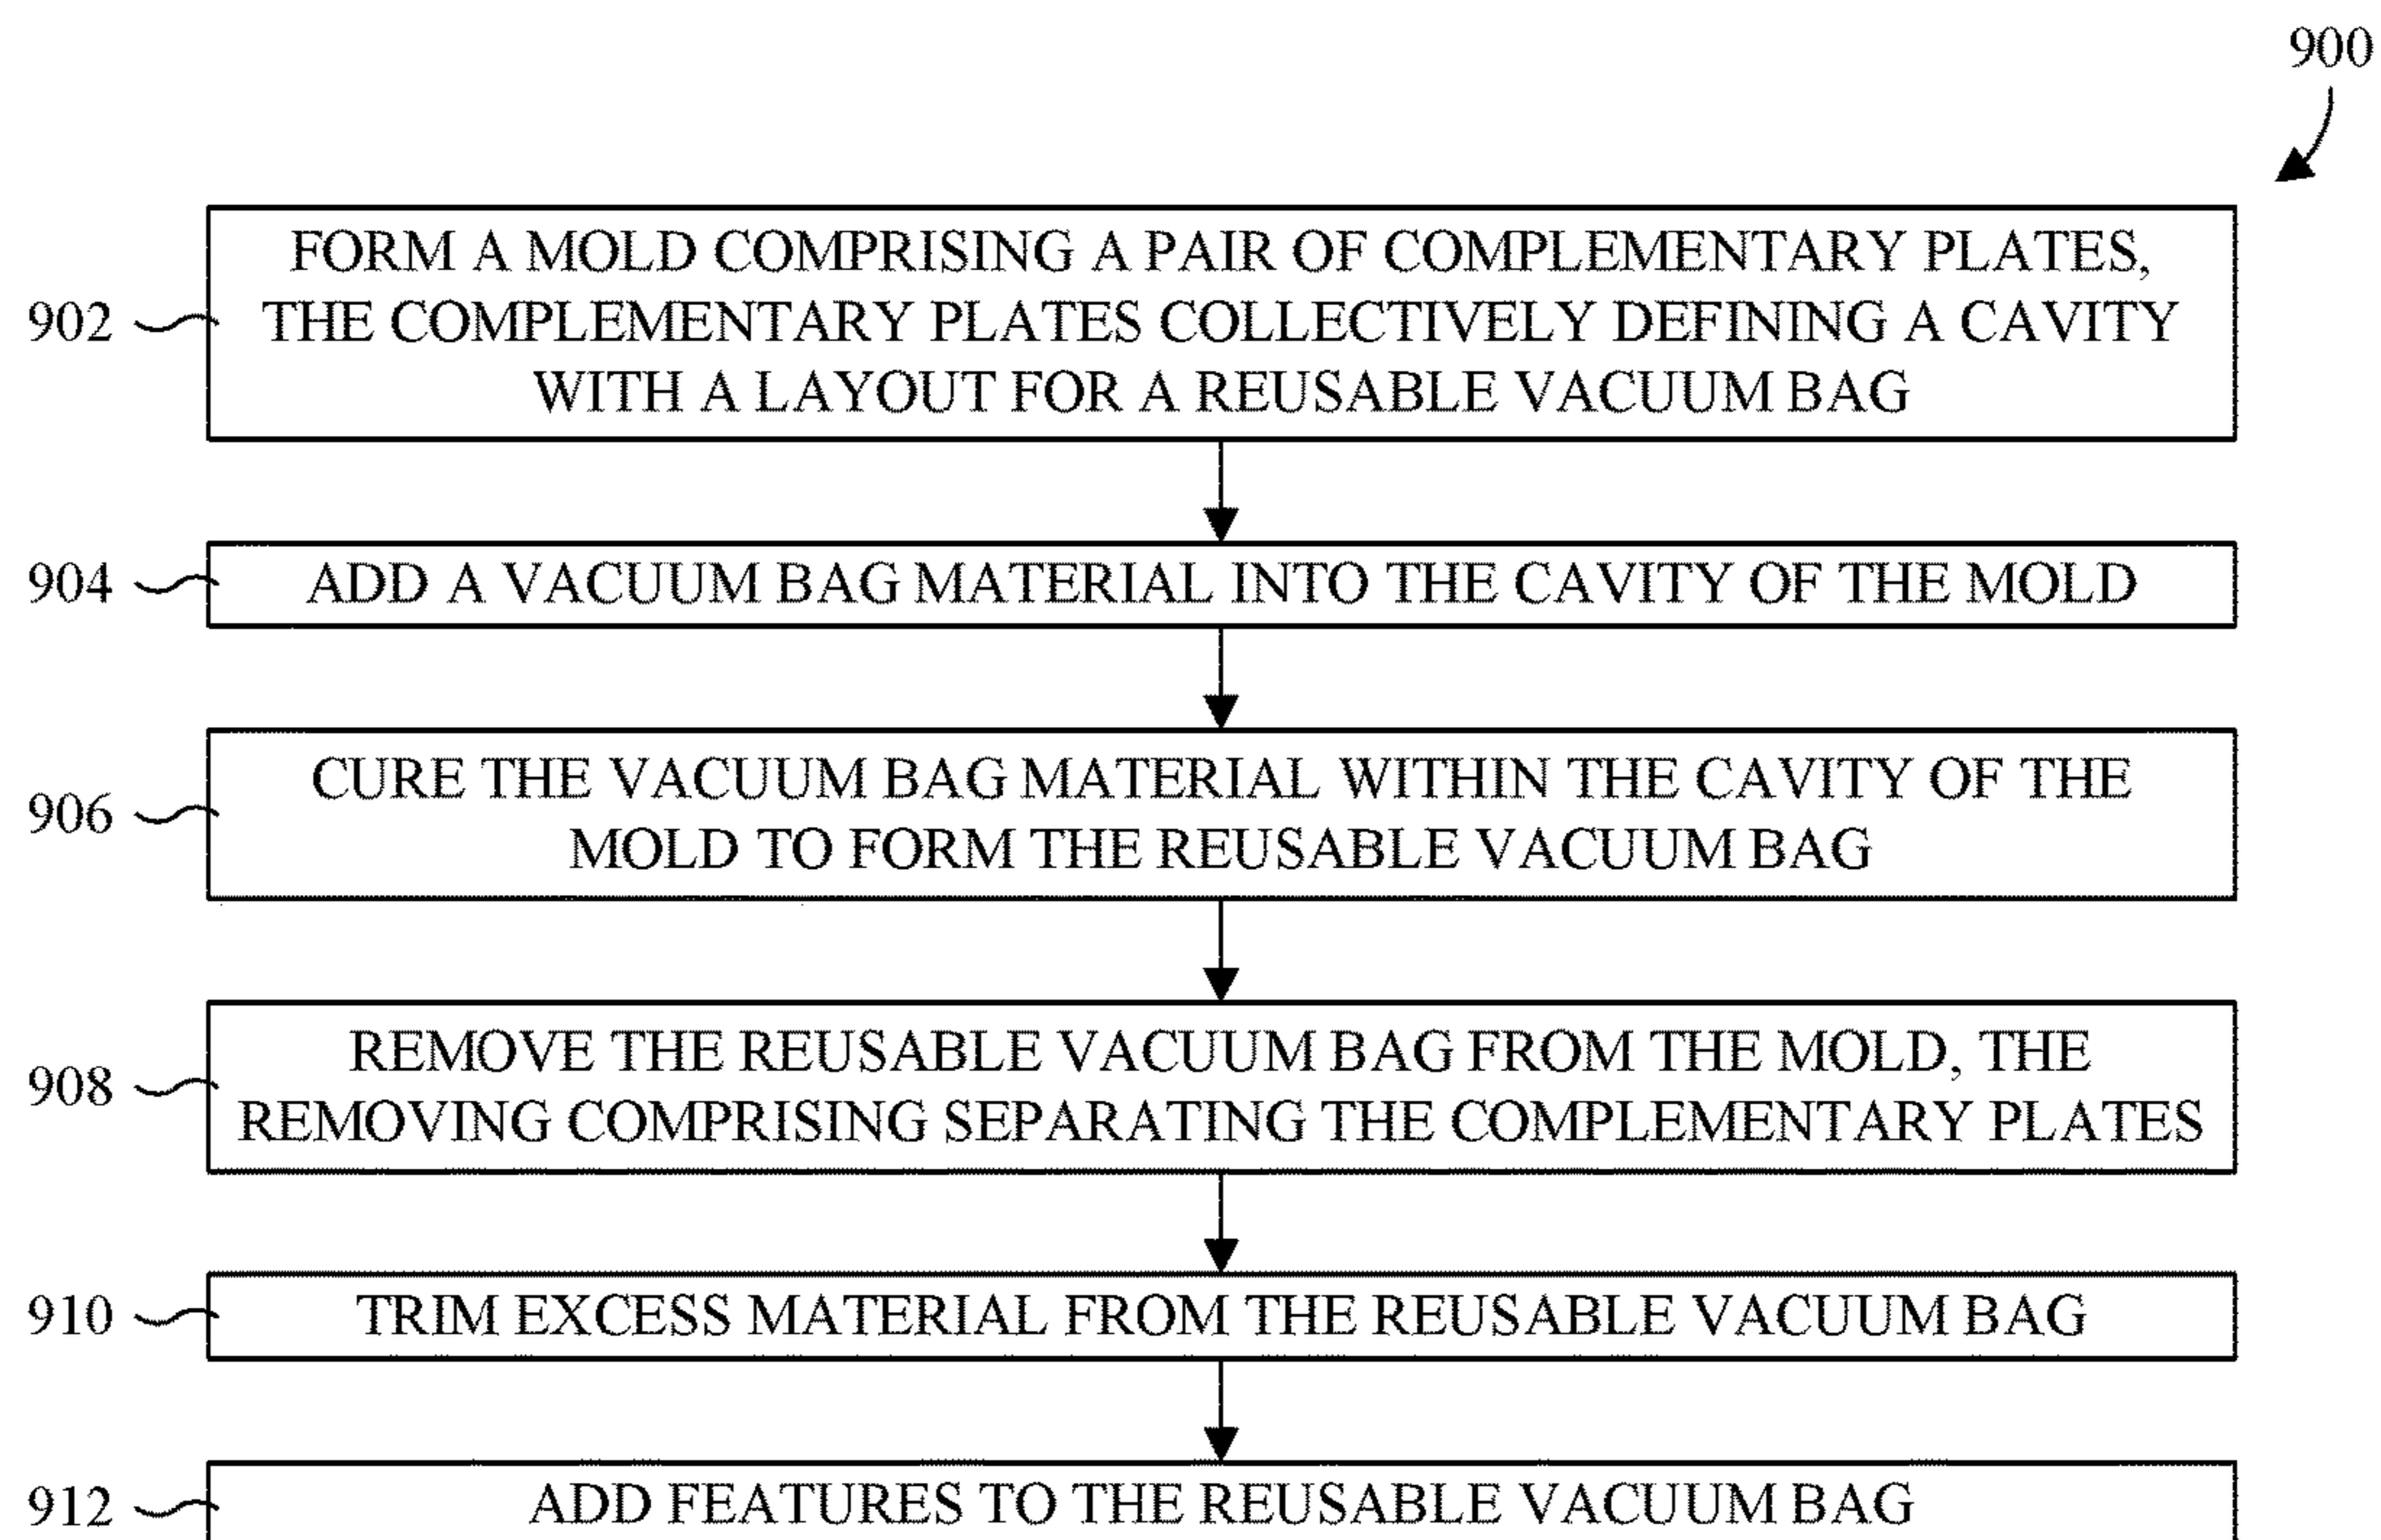 900
FORM A MOLD COMPRISING A PAIR OF COMPLEMENTARY PLATES,
THE COMPLEMENTARY PLATES COLLECTIVELY DEFINING A CAVITY
WITH A LAYOUT FOR A REUSABLE VACUUM BAG
902
904
ADD A VACUUM BAG MATERIAL INTO THE CAVITY OF THE MOLD
CURE THE VACUUM BAG MATERIAL WITHIN THE CAVITY OF THE
MOLD TO FORM THE REUSABLE VACUUM BAG
906
REMOVE THE REUSABLE VACUUM BAG FROM THE MOLD, THE
REMOVING COMPRISING SEPARATING THE COMPLEMENTARY PLATES
908
910
TRIM EXCESS MATERIAL FROM THE REUSABLE VACUUM BAG
912
ADD FEATURES TO THE REUSABLE VACUUM BAG